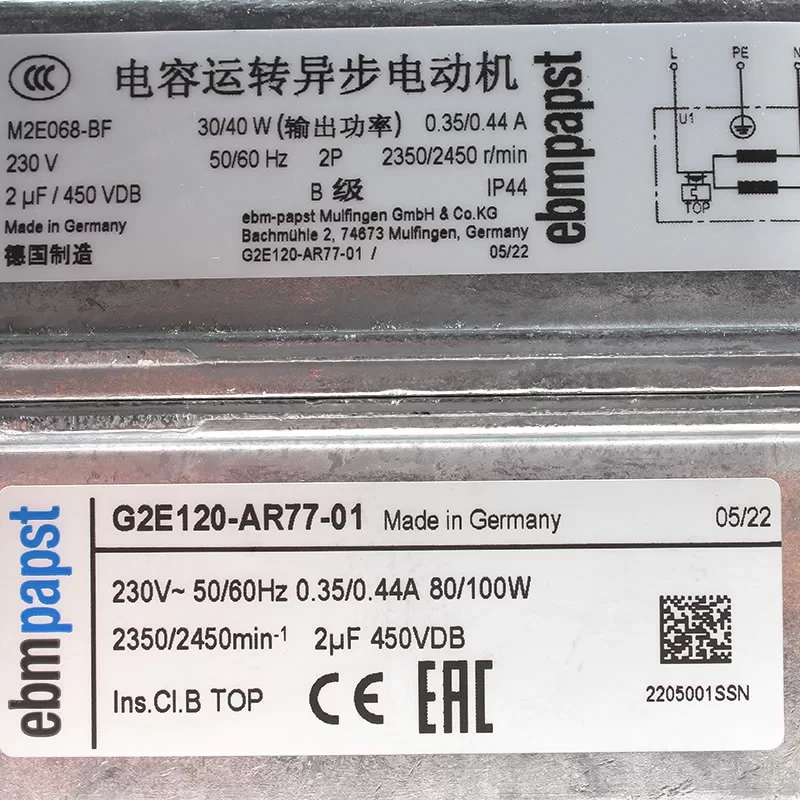 CCC
电容运转异步电动机
M2E068-BF 30/40 W (输出功率) 0.35/0.44 A
230 V 50/60 Hz 2P 2350/2450 r/min
2 µF / 450 VDB B 级 IP44
Made in Germany ebm-papst Mulfingen GmbH & Co.KG
Bachmühle 2, 74673 Mulfingen, Germany
德国制造 G2E120-AR77-01 / 05/22
ebmpapst
L PE N
U1
TOP
ebmpapst
G2E120-AR77-01 Made in Germany 05/22
230V~ 50/60Hz 0.35/0.44A 80/100W
2350/2450min-1 2µF 450VDB
Ins.Cl.B TOP CE EAC
2205001SSN